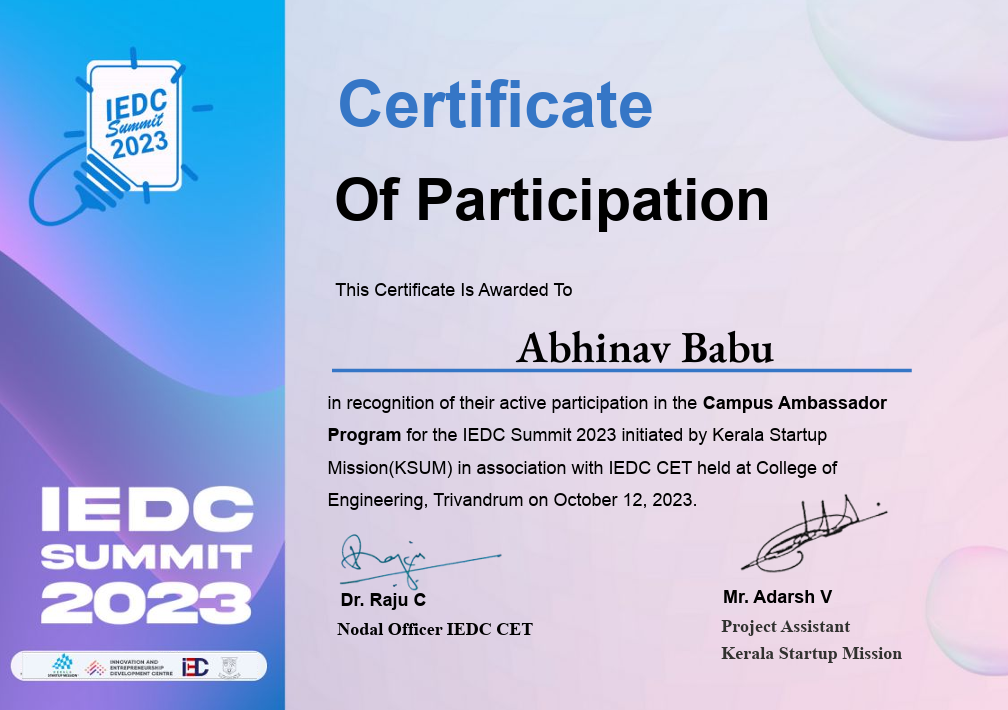 IEDC
Summit
2023
Certificate
Of Participation
This Certificate Is Awarded To
Abhinav Babu
in recognition of their active participation in the Campus Ambassador
Program for the IEDC Summit 2023 initiated by Kerala Startup
Mission(KSUM) in association with IEDC CET held at College of
Engineering, Trivandrum on October 12, 2023.
Dr. Raju C
Nodal Officer IEDC CET
Mr. Adarsh V
Project Assistant
Kerala Startup Mission
IEDC
SUMMIT
2023
KERALA
STARTUP MISSION
INNOVATION AND
ENTREPRENEURSHIP
DEVELOPMENT CENTRE
IEDC